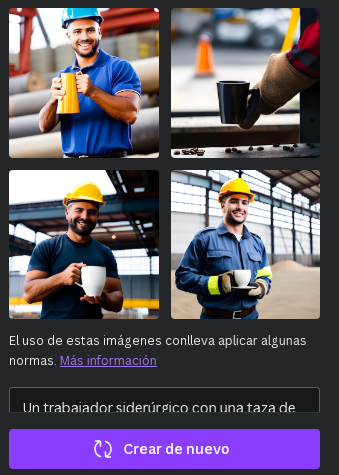 El uso de estas imágenes conlleva aplicar algunas
normas. Más información
Un trabajador siderúrgico con una taza de
Crear de nuevo